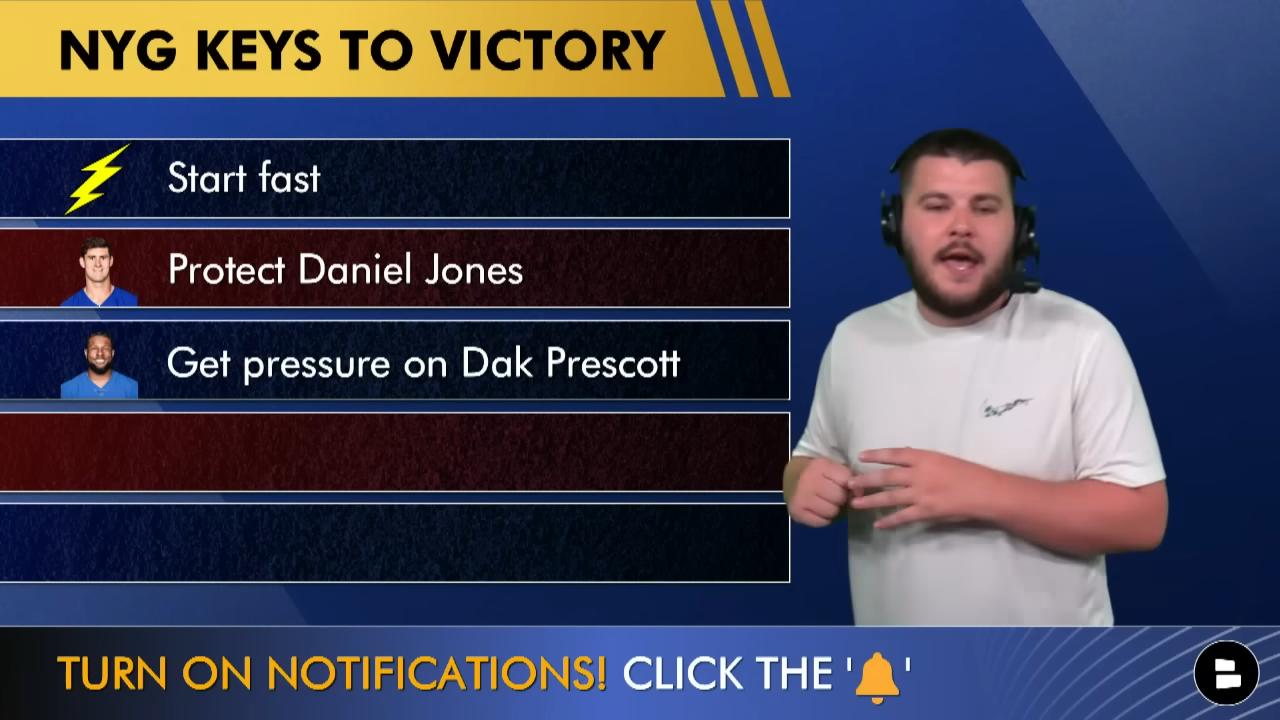 NYG KEYS TO VICTORY
Start fast
Protect Daniel Jones
Get pressure on Dak Prescott
TURN ON NOTIFICATIONS! CLICK THE ' '